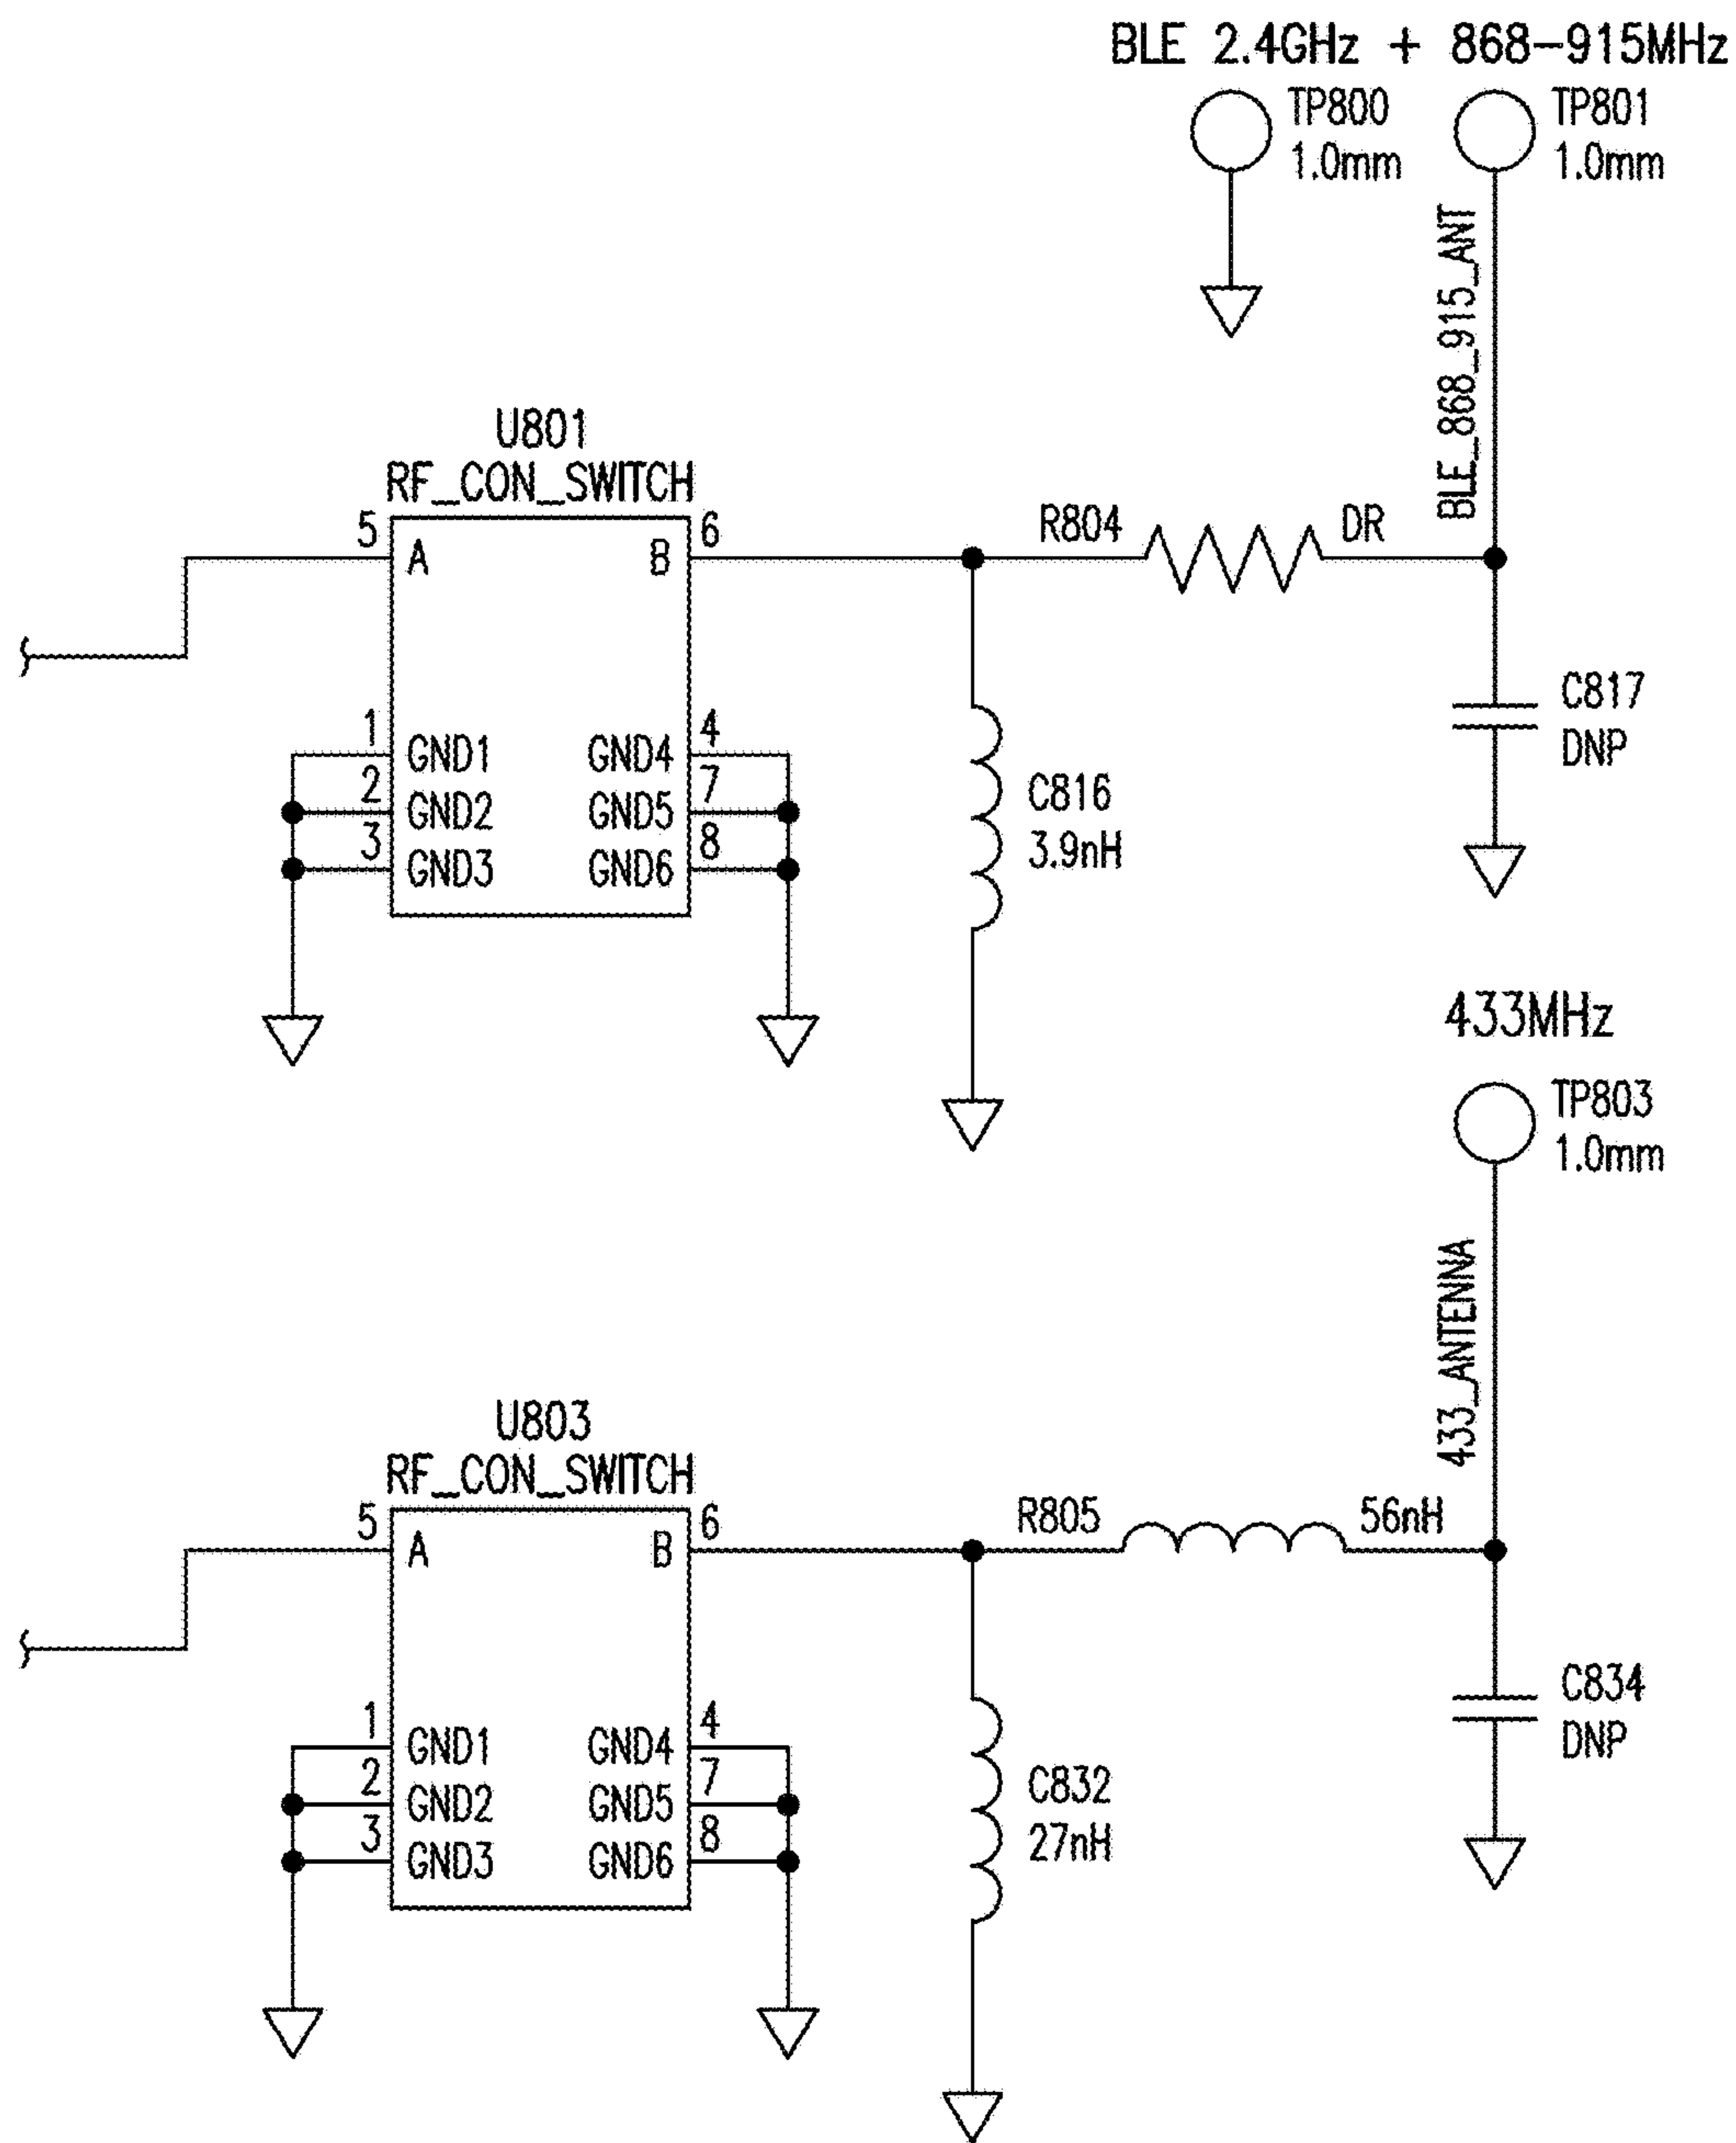 BLE 2.4GHz + 868-915MHz
TP800
1.0mm
TP801
1.0mm
BLE_868_915_ANT
U801
RF_CON_SWITCH
5
A
B
6
R804
DR
1
GND1
2
GND2
3
GND3
GND4
4
GND5
7
GND6
8
C816
3.9nH
C817
DNP
433MHz
TP803
1.0mm
433_ANTENNA
U803
RF_CON_SWITCH
5
A
B
6
R805
56nH
1
GND1
2
GND2
3
GND3
GND4
4
GND5
7
GND6
8
C832
27nH
C834
DNP